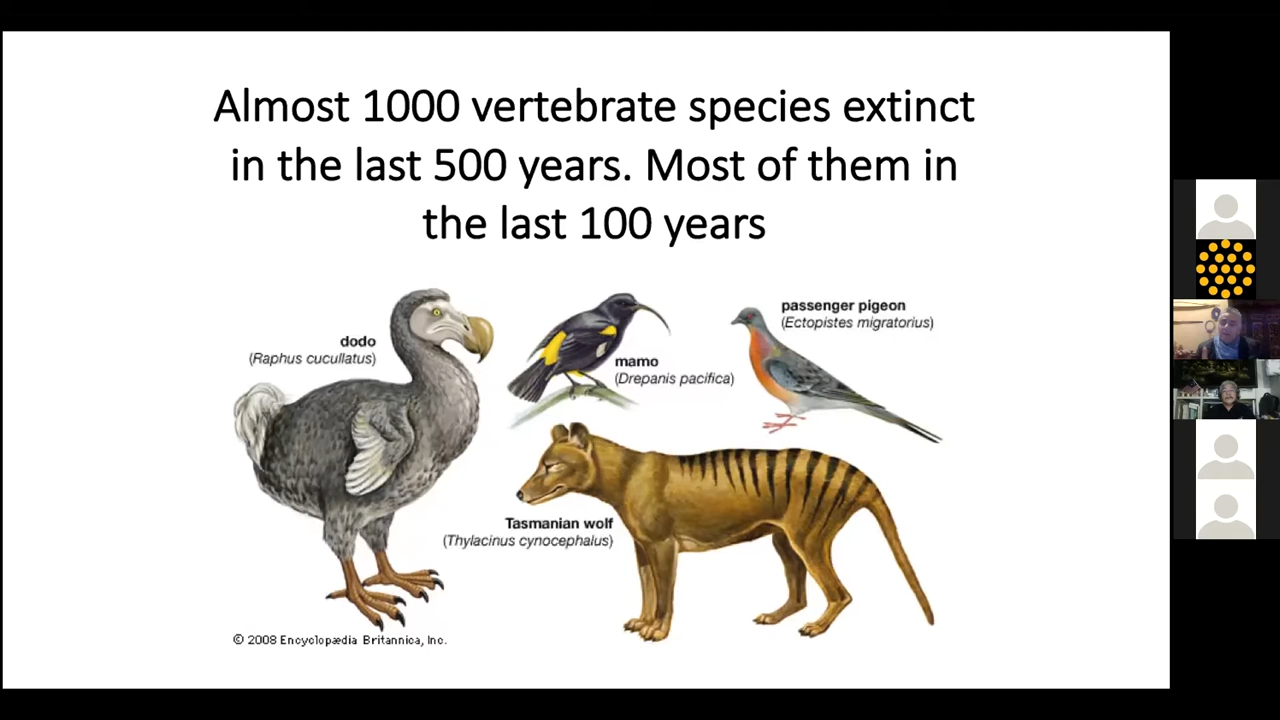 Almost 1000 vertebrate species extinct
in the last 500 years. Most of them in
the last 100 years
dodo
(Raphus cucullatus)
mamo
(Drepanis pacifica)
passenger pigeon
(Ectopistes migratorius)
Tasmanian wolf
(Thylacinus cynocephalus)
© 2008 Encyclopædia Britannica, Inc.